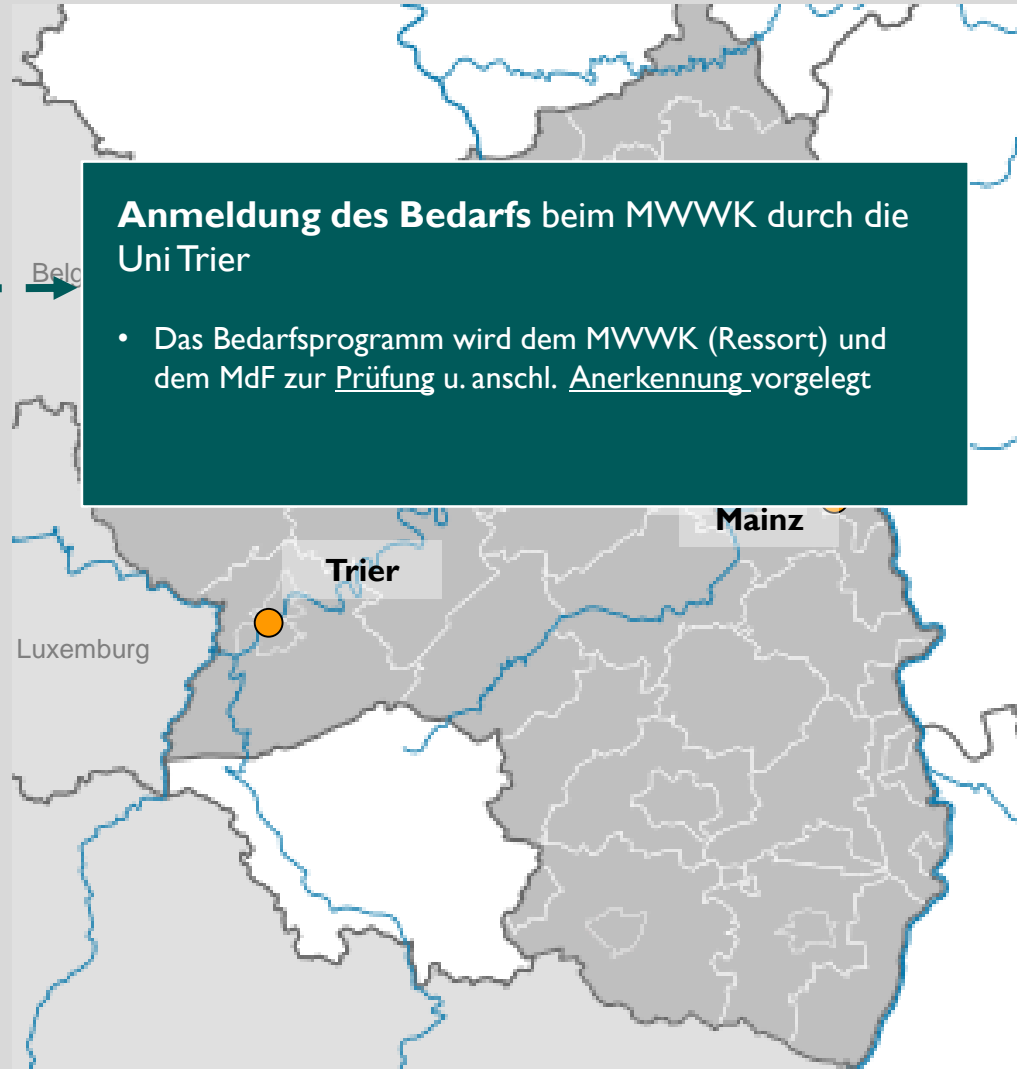 Anmeldung des Bedarfs beim MWWK durch die
Uni Trier
Belg
• Das Bedarfsprogramm wird dem MWWK (Ressort) und
dem MdF zur Prüfung u. anschl. Anerkennung vorgelegt
Mainz
Trier
Luxemburg